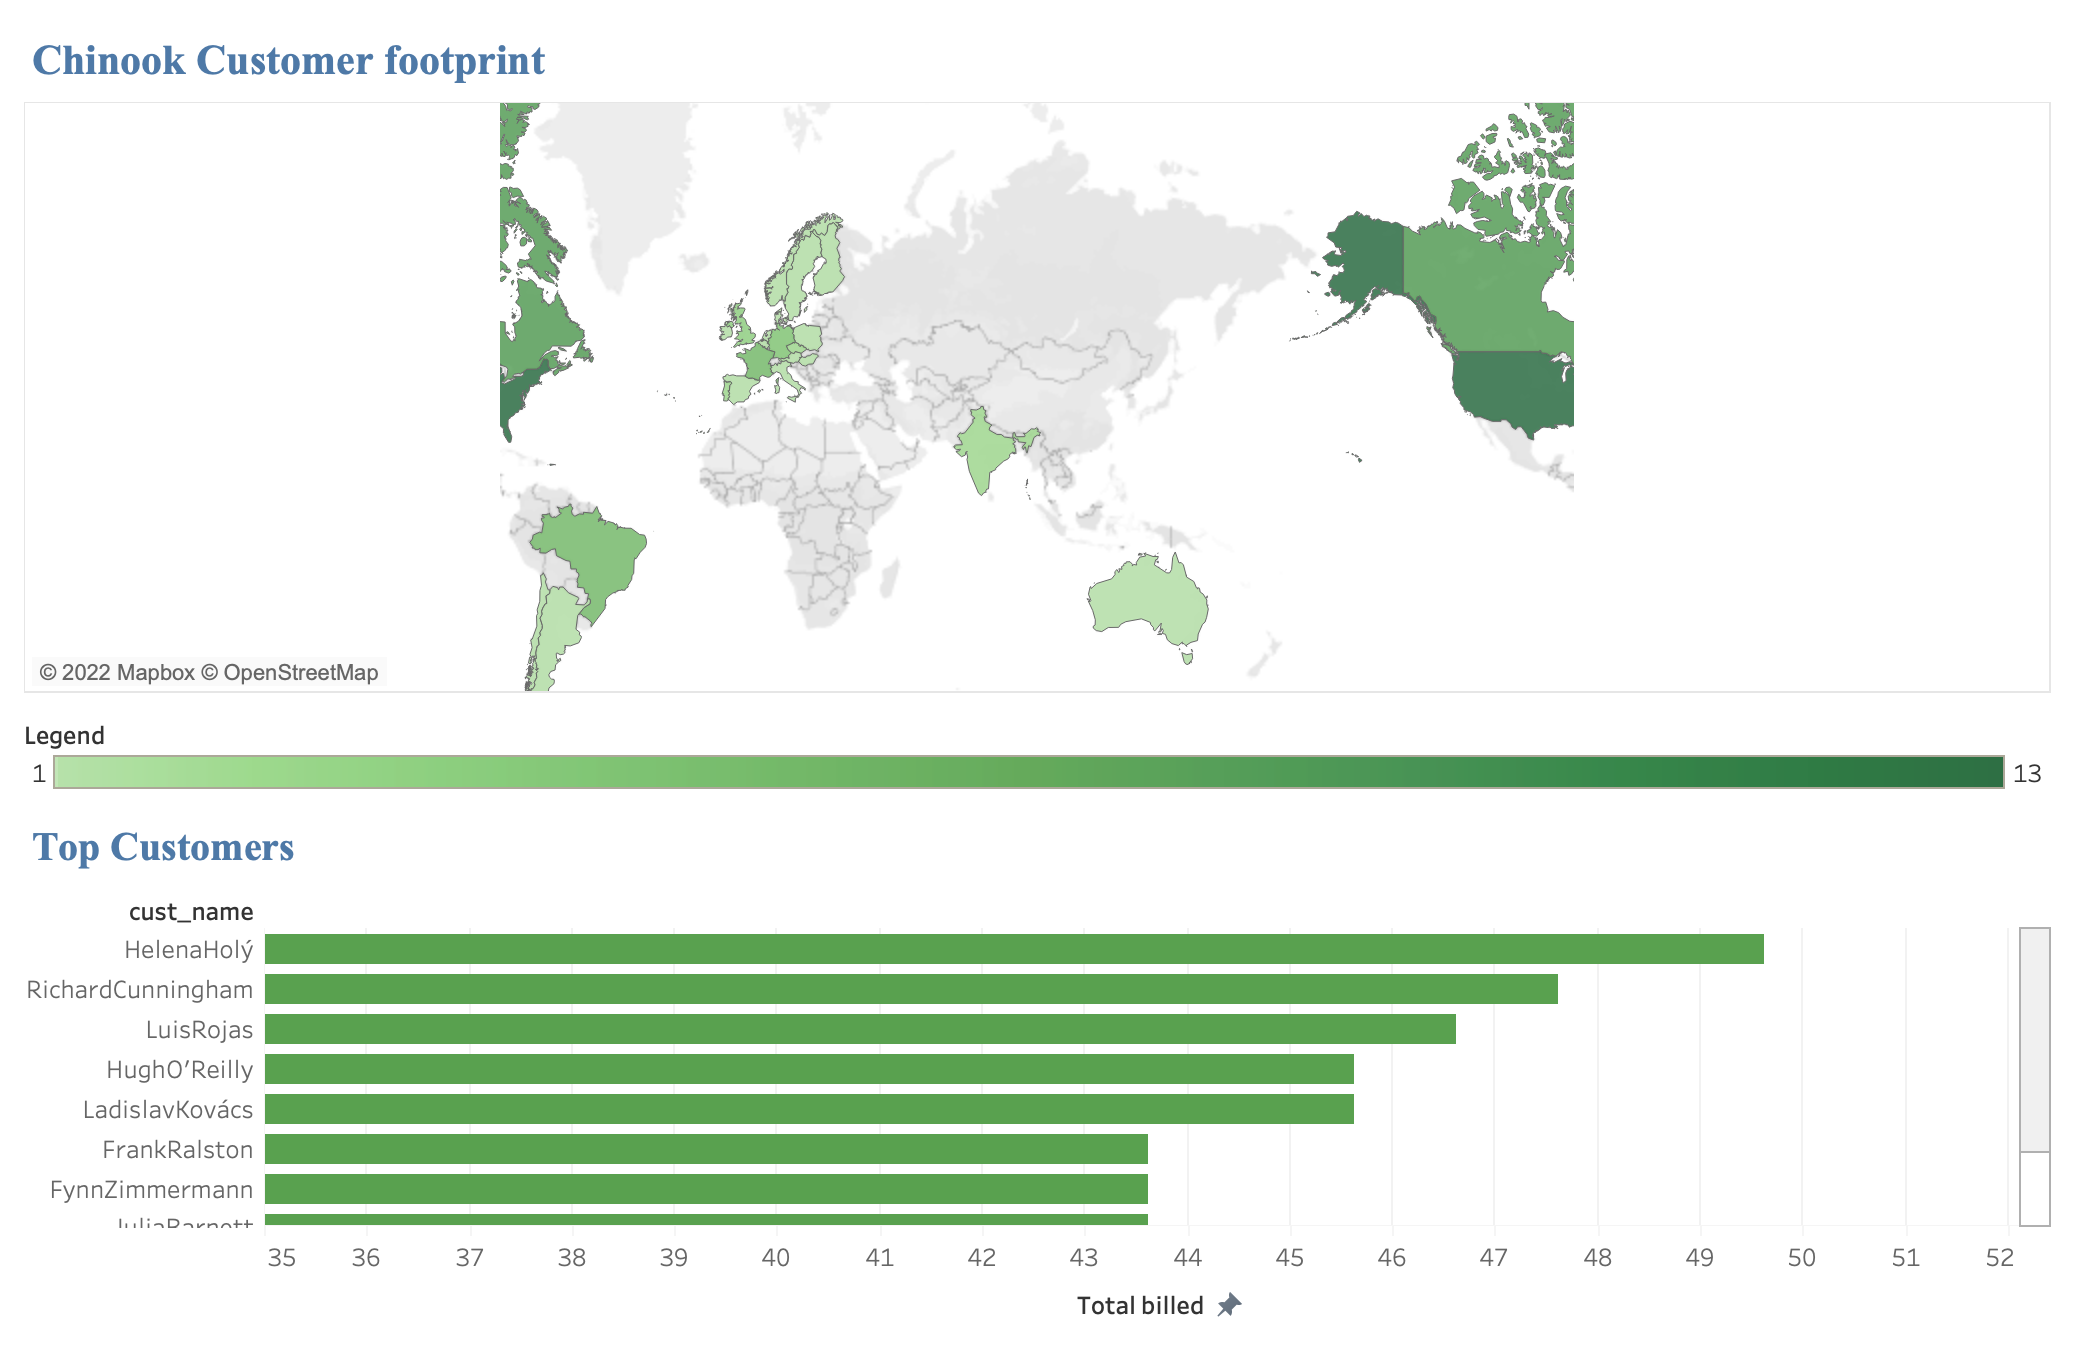 Chinook Customer footprint
© 2022 Mapbox © OpenStreetMap
Legend
1 13
Top Customers
cust_name
HelenaHolý
RichardCunningham
LuisRojas
HughO’Reilly
LadislavKovács
FrankRalston
FynnZimmermann
JuliaBarnett
35 36 37 38 39 40 41 42 43 44 45 46 47 48 49 50 51 52
Total billed